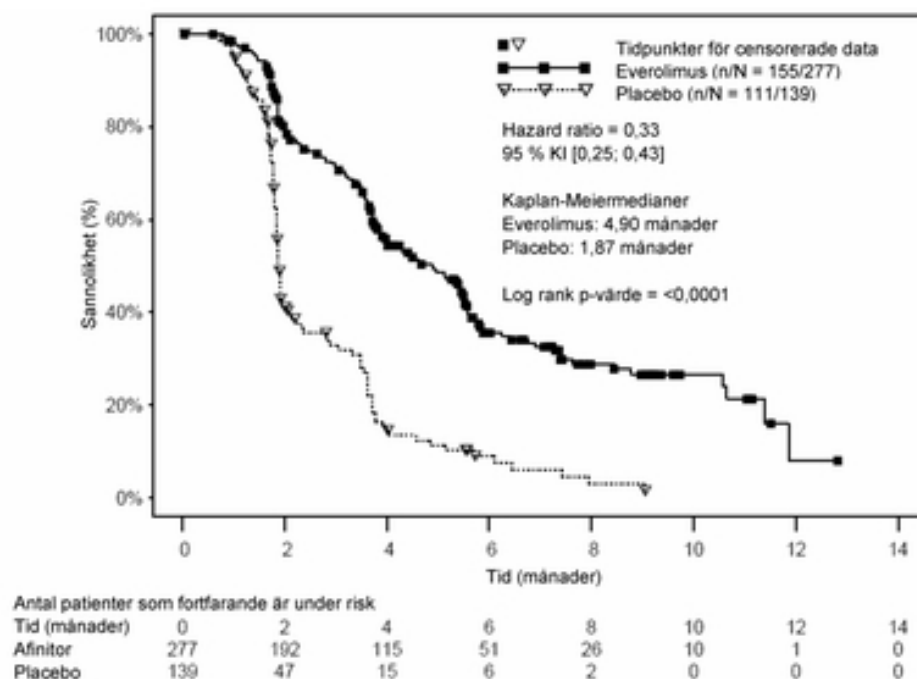 100%
80%
60%
40%
20%
0%
Sannolikhet (%)
Tidpunkter för censorerade data
Everolimus (n/N = 155/277)
Placebo (n/N = 111/139)
Hazard ratio = 0,33
95 % KI [0,25; 0,43]
Kaplan-Meiermedianer
Everolimus: 4,90 månader
Placebo: 1,87 månader
Log rank p-värde = <0,0001
0 2 4 6 8 10 12 14
Tid (månader)
Antal patienter som fortfarande är under risk
Tid (månader) 0 2 4 6 8 10 12 14
Afinitor 277 192 115 51 26 10 1 0
Placebo 139 47 15 6 2 0 0 0